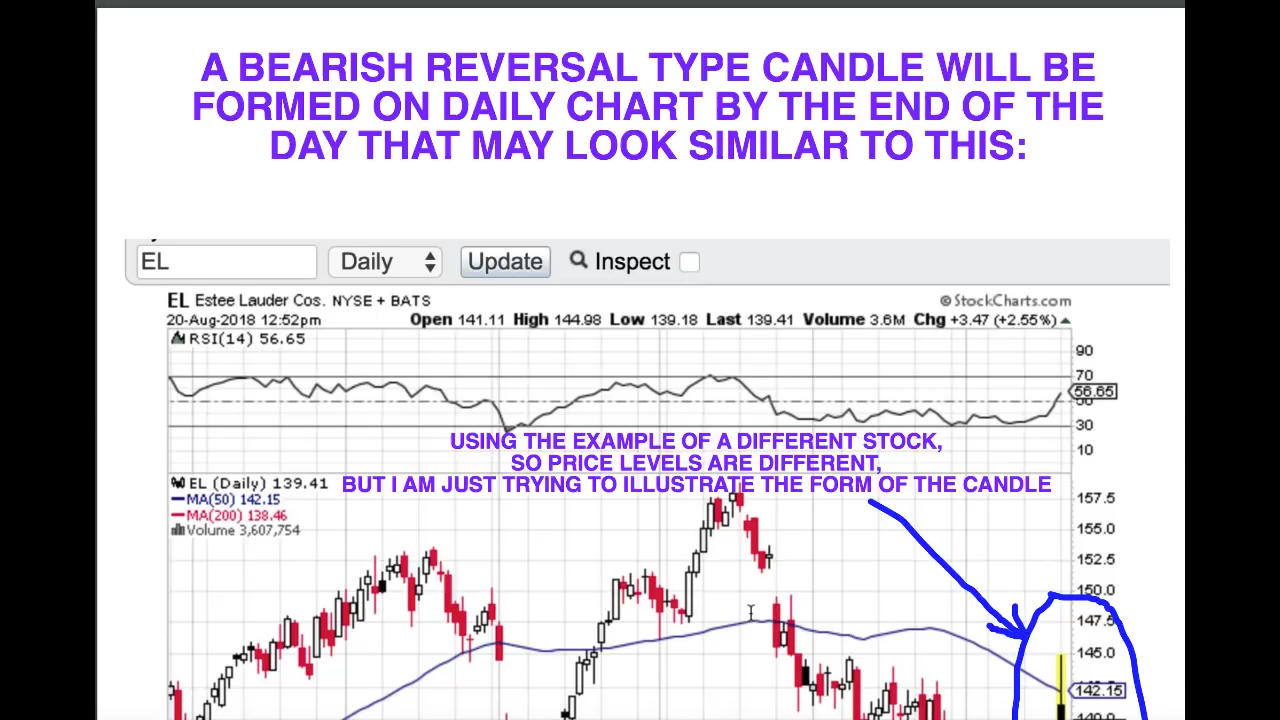 A BEARISH REVERSAL TYPE CANDLE WILL BE
FORMED ON DAILY CHART BY THE END OF THE
DAY THAT MAY LOOK SIMILAR TO THIS:
EL Daily Update Inspect
EL Estee Lauder Cos. NYSE + BATS © StockCharts.com
20-Aug-2018 12:52pm Open 141.11 High 144.98 Low 139.18 Last 139.41 Volume 3.6M Chg +3.47 (+2.55%)
RSI(14) 56.65
90
70
56.65
30
10
USING THE EXAMPLE OF A DIFFERENT STOCK,
SO PRICE LEVELS ARE DIFFERENT,
BUT I AM JUST TRYING TO ILLUSTRATE THE FORM OF THE CANDLE
EL (Daily) 139.41
MA(50) 142.15
MA(200) 138.46
Volume 3,607,754
157.5
155.0
152.5
150.0
147.5
145.0
142.15